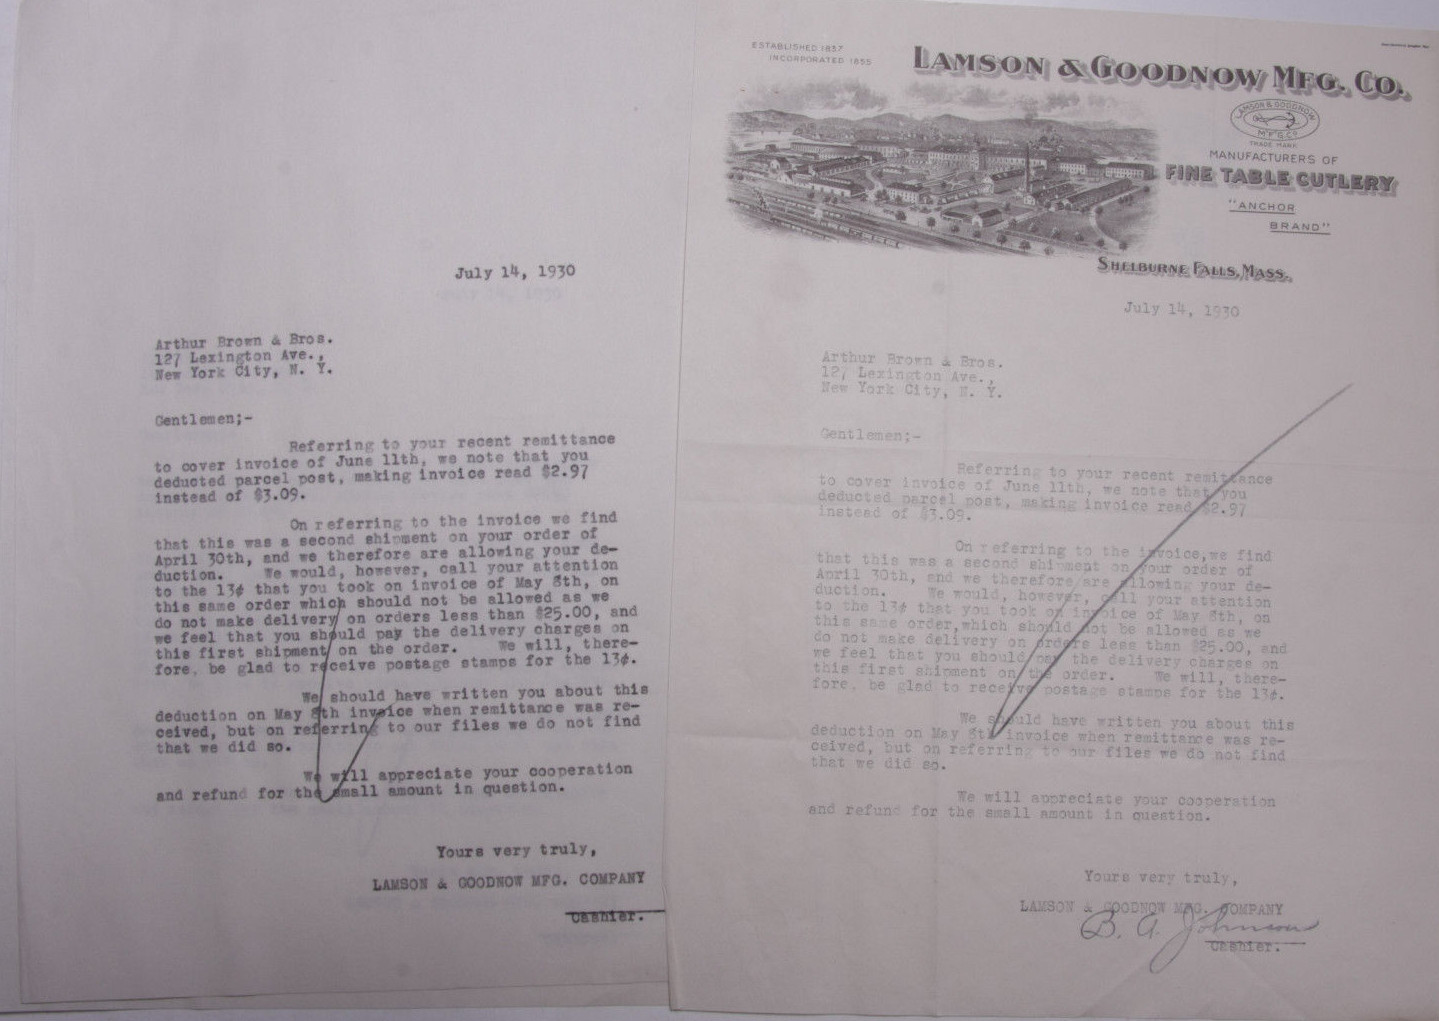 July 14, 1930
Arthur Brown & Bros.
127 Lexington Ave.,
New York City, N. Y.
Gentlemen;-
Referring to your recent remittance
to cover invoice of June 11th, we note that you
deducted parcel post, making invoice read $2.97
instead of $3.09.
On referring to the invoice we find
that this was a second shipment on your order of
April 30th, and we therefore are allowing your de-
duction. We would, however, call your attention
to the 13¢ that you took on invoice of May 8th, on
this same order which should not be allowed as we
do not make delivery on orders less than $25.00, and
we feel that you should pay the delivery charges on
this first shipment on the order. We will, there-
fore, be glad to receive postage stamps for the 13¢.
We should have written you about this
deduction on May 8th invoice when remittance was re-
ceived, but on referring to our files we do not find
that we did so.
We will appreciate your cooperation
and refund for the small amount in question.
Yours very truly,
LAMSON & GOODNOW MFG. COMPANY
Cashier.
ESTABLISHED 1837
INCORPORATED 1855
LAMSON & GOODNOW MFG. CO.
LAMSON & GOODNOW
M'F'G. CO
TRADE MARK
MANUFACTURERS OF
FINE TABLE CUTLERY
"ANCHOR
BRAND"
SHELBURNE FALLS, MASS.
July 14, 1930
Arthur Brown & Bros.
127 Lexington Ave.,
New York City, N. Y.
Gentlemen;-
Referring to your recent remittance
to cover invoice of June 11th, we note that you
deducted parcel post, making invoice read $2.97
instead of $3.09.
On referring to the invoice, we find
that this was a second shipment on your order of
April 30th, and we therefore are allowing your de-
duction. We would, however, call your attention
to the 13¢ that you took on invoice of May 8th, on
this same order, which should not be allowed as we
do not make delivery on orders less than $25.00, and
we feel that you should pay the delivery charges on
this first shipment on the order. We will, there-
fore, be glad to receive postage stamps for the 13¢.
We should have written you about this
deduction on May 8th invoice when remittance was re-
ceived, but on referring to our files we do not find
that we did so.
We will appreciate your cooperation
and refund for the small amount in question.
Yours very truly,
LAMSON & GOODNOW MFG. COMPANY
B. A. Johnson
Cashier.